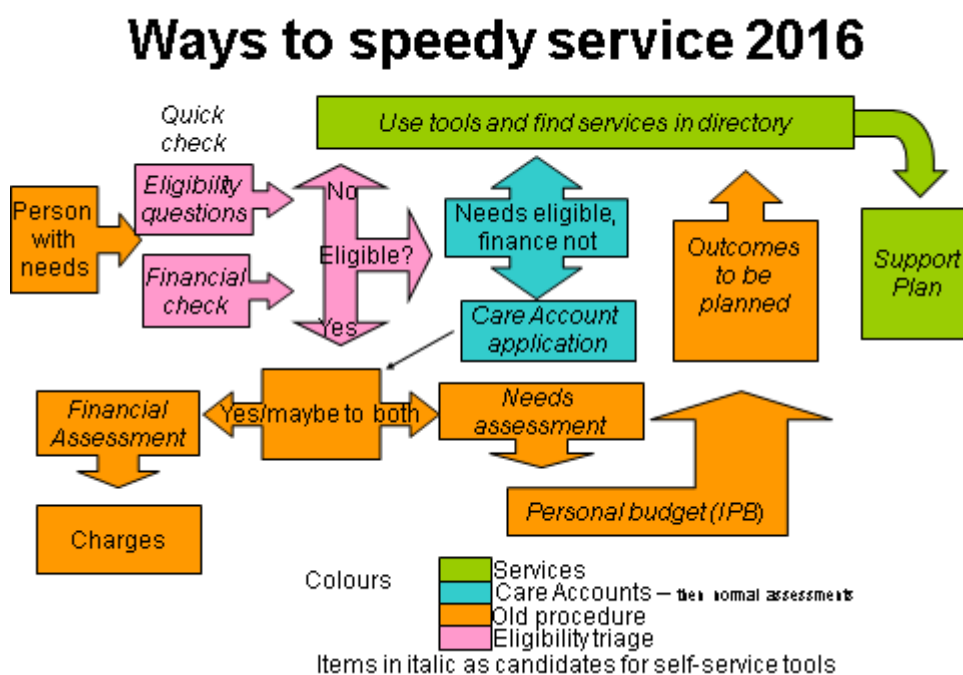 Ways to speedy service 2016
Quick
check
Use tools and find services in directory
Person
with
needs
Eligibility
questions
Financial
check
No
Eligible?
Yes
Needs eligible,
finance not
Care Account
application
Outcomes
to be
planned
Support
Plan
Financial
Assessment
Yes/maybe to both
Needs
assessment
Charges
Personal budget (IPB)
Colours
Services
Care Accounts – then normal assessments
Old procedure
Eligibility triage
Items in italic as candidates for self-service tools